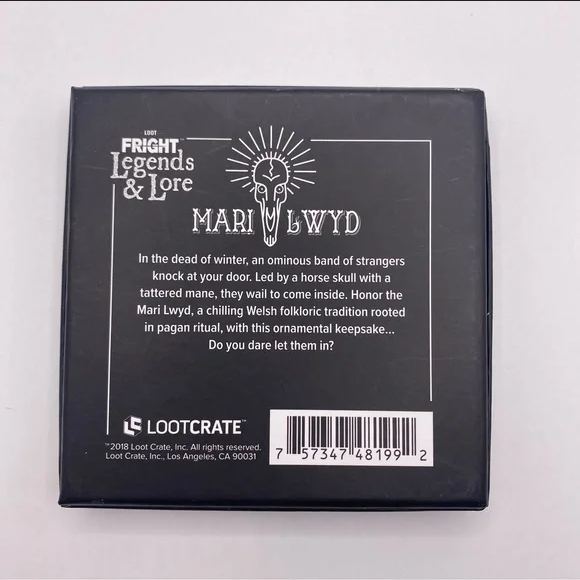 LOOT
FRIGHT™
Legends
& Lore
MARI LWYD
In the dead of winter, an ominous band of strangers
knock at your door. Led by a horse skull with a
tattered mane, they wail to come inside. Honor the
Mari Lwyd, a chilling Welsh folkloric tradition rooted
in pagan ritual, with this ornamental keepsake...
Do you dare let them in?
LOOTCRATE™
™2018 Loot Crate, Inc. All rights reserved.
Loot Crate, Inc., Los Angeles, CA 90031
7 57347 48199 2